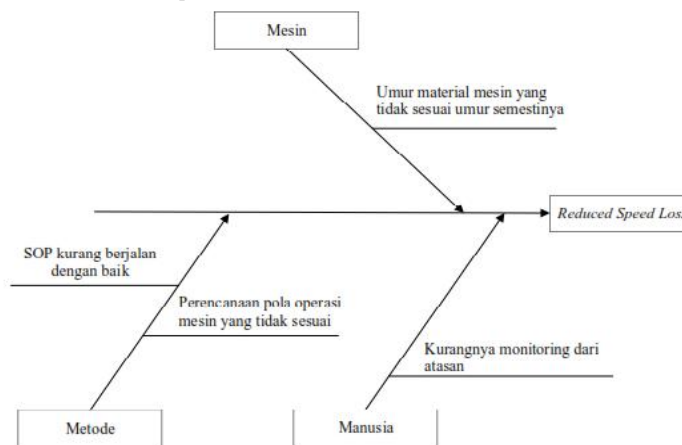 Mesin
Umur material mesin yang
tidak sesuai umur semestinya
Reduced Speed Loss
SOP kurang berjalan
dengan baik
Perencanaan pola operasi
mesin yang tidak sesuai
Kurangnya monitoring dari
atasan
Metode
Manusia